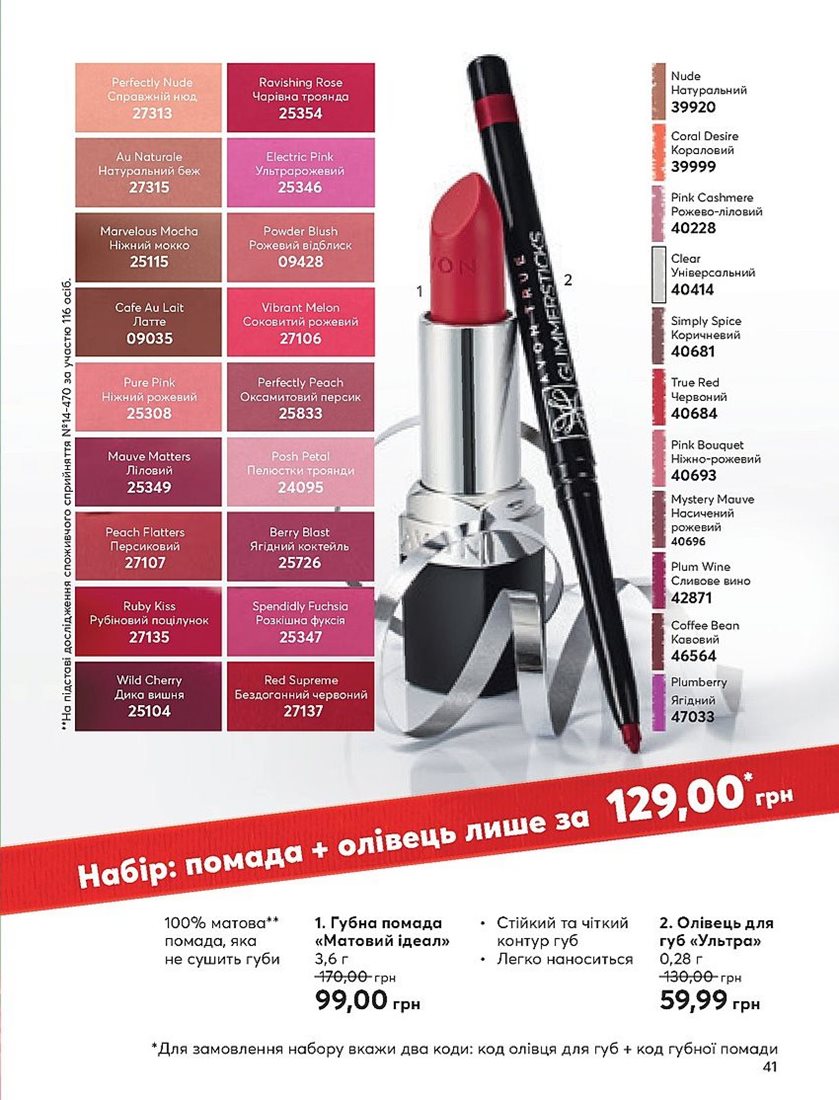 Perfectly Nude
Справжній нюд
27313
Ravishing Rose
Чарівна троянда
25354
Au Naturale
Натуральний беж
27315
Electric Pink
Ультрарожевий
25346
Marvelous Mocha
Ніжний мокко
25115
Powder Blush
Рожевий відблиск
09428
Cafe Au Lait
Латте
09035
Vibrant Melon
Соковитий рожевий
27106
Pure Pink
Ніжний рожевий
25308
Perfectly Peach
Оксамитовий персик
25833
Mauve Matters
Ліловий
25349
Posh Petal
Пелюстки троянди
24095
Peach Flatters
Персиковий
27107
Berry Blast
Ягідний коктейль
25726
Ruby Kiss
Рубіновий поцілунок
27135
Spendidly Fuchsia
Розкішна фуксія
25347
Wild Cherry
Дика вишня
25104
Red Supreme
Бездоганний червоний
27137
**На підставі дослідження споживчого сприйняття №14-470 за участю 116 осіб.
1
VON
AVON
2
AVON TRUE
GLIMMERSTICKS
Nude
Натуральний
39920
Coral Desire
Кораловий
39999
Pink Cashmere
Рожево-ліловий
40228
Clear
Універсальний
40414
Simply Spice
Коричневий
40681
True Red
Червоний
40684
Pink Bouquet
Ніжно-рожевий
40693
Mystery Mauve
Насичений
рожевий
40696
Plum Wine
Сливове вино
42871
Coffee Bean
Кавовий
46564
Plumberry
Ягідний
47033
Набір: помада + олівець лише за 129,00* грн
100% матова**
помада, яка
не сушить губи
1. Губна помада
«Матовий ідеал»
3,6 г
170,00 грн
99,00 грн
• Стійкий та чіткий
контур губ
• Легко наноситься
2. Олівець для
губ «Ультра»
0,28 г
130,00 грн
59,99 грн
*Для замовлення набору вкажи два коди: код олівця для губ + код губної помади
41